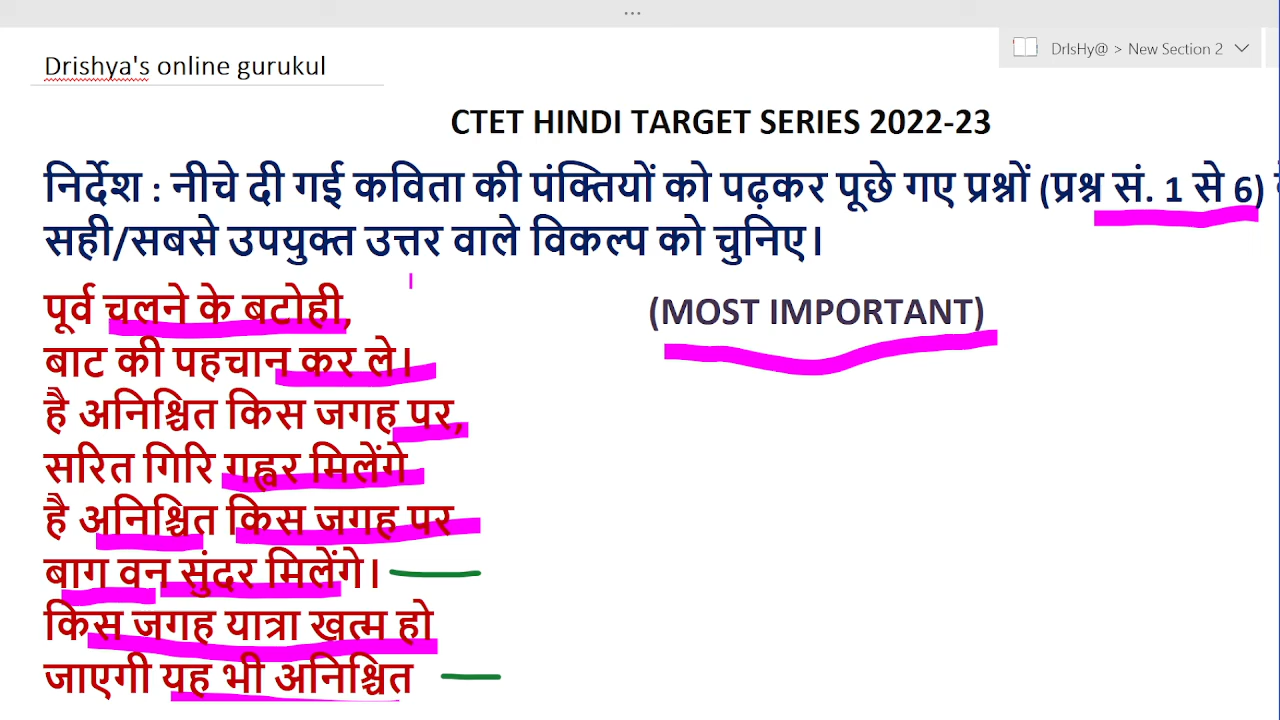 ...
Drishya's online gurukul
DrIsHy@ > New Section 2
CTET HINDI TARGET SERIES 2022-23
निर्देश : नीचे दी गई कविता की पंक्तियों को पढ़कर पूछे गए प्रश्नों (प्रश्न सं. 1 से 6)
सही/सबसे उपयुक्त उत्तर वाले विकल्प को चुनिए।
पूर्व चलने के बटोही,
(MOST IMPORTANT)
बाट की पहचान कर ले।
है अनिश्चित किस जगह पर,
सरित गिरि गह्वर मिलेंगे
है अनिश्चित किस जगह पर
बाग वन सुंदर मिलेंगे।
किस जगह यात्रा खत्म हो
जाएगी यह भी अनिश्चित